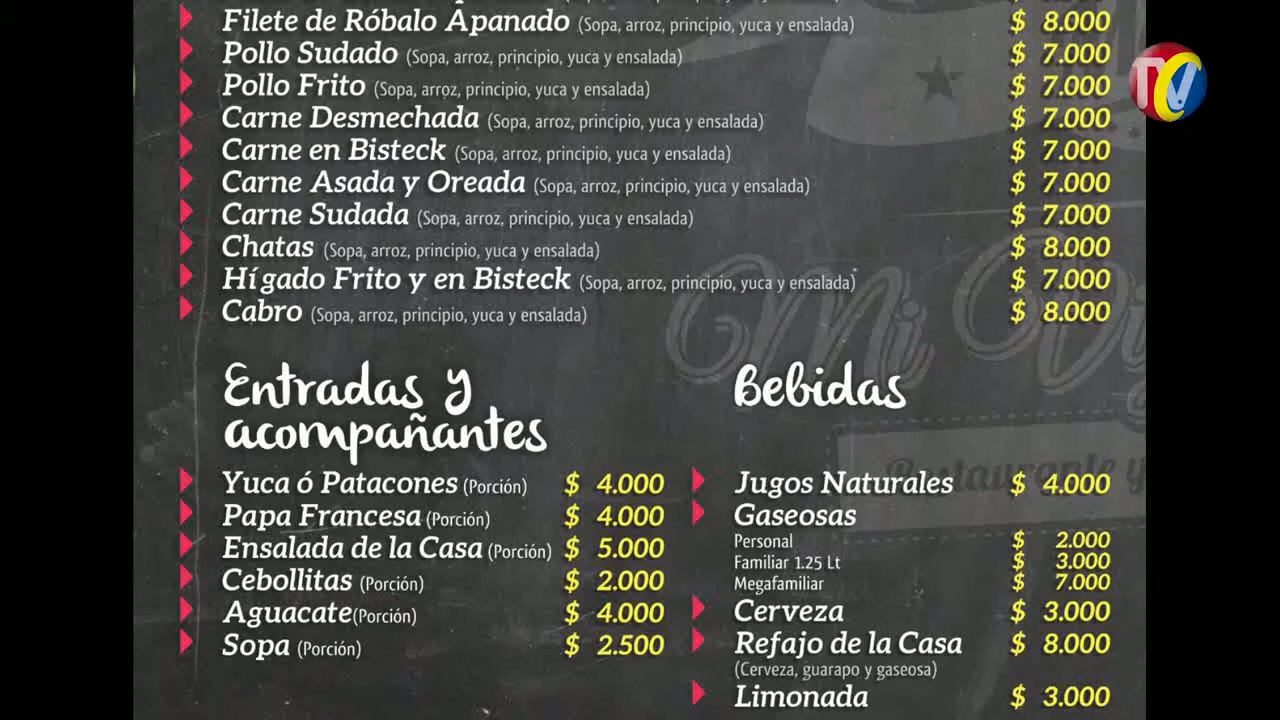 Filete de Róbalo Apanado (Sopa, arroz, principio, yuca y ensalada) $ 8.000
Pollo Sudado (Sopa, arroz, principio, yuca y ensalada) $ 7.000
Pollo Frito (Sopa, arroz, principio, yuca y ensalada) $ 7.000
Carne Desmechada (Sopa, arroz, principio, yuca y ensalada) $ 7.000
Carne en Bisteck (Sopa, arroz, principio, yuca y ensalada) $ 7.000
Carne Asada y Oreada (Sopa, arroz, principio, yuca y ensalada) $ 7.000
Carne Sudada (Sopa, arroz, principio, yuca y ensalada) $ 7.000
Chatas (Sopa, arroz, principio, yuca y ensalada) $ 8.000
Hígado Frito y en Bisteck (Sopa, arroz, principio, yuca y ensalada) $ 7.000
Cabro (Sopa, arroz, principio, yuca y ensalada) $ 8.000
Mi
Entradas y
acompañantes
Yuca ó Patacones (Porción) $ 4.000
Papa Francesa (Porción) $ 4.000
Ensalada de la Casa (Porción) $ 5.000
Cebollitas (Porción) $ 2.000
Aguacate(Porción) $ 4.000
Sopa (Porción) $ 2.500
Bebidas
Restaurante y
Jugos Naturales $ 4.000
Gaseosas
Personal $ 2.000
Familiar 1.25 Lt $ 3.000
Megafamiliar $ 7.000
Cerveza $ 3.000
Refajo de la Casa $ 8.000
(Cerveza, guarapo y gaseosa)
Limonada $ 3.000
TVC